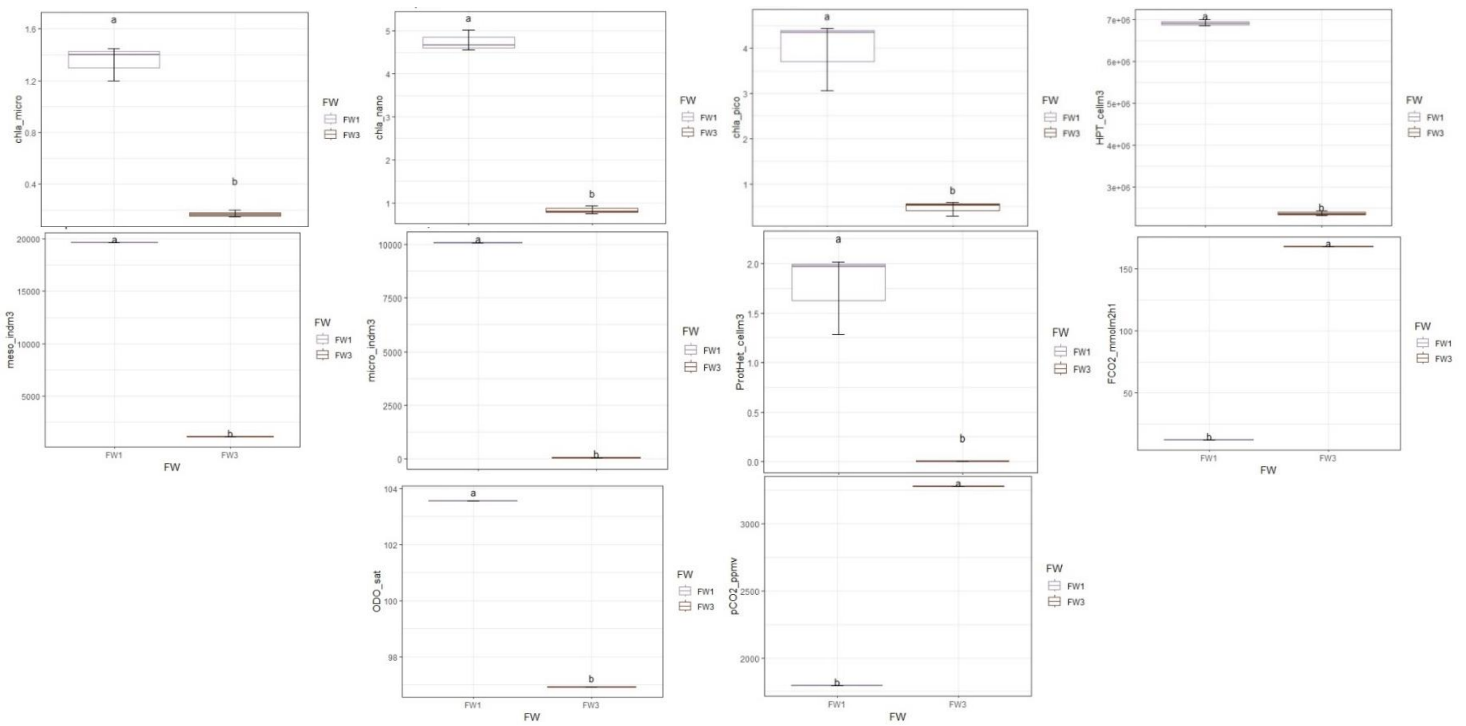 a
1.6
1.2
0.8
0.4
chla_micro
b
FW
FW1
FW3
a
5
4
3
2
1
chla_nano
b
FW
FW1
FW3
a
4
3
2
1
chla_pico
b
FW
FW1
FW3
a
7e+06
6e+06
5e+06
4e+06
3e+06
HPT_cellm3
b
FW
FW1
FW3
a
20000
15000
10000
5000
meso_indm3
b
FW
FW1
FW3
FW1
FW3
FW
a
10000
7500
5000
2500
0
micro_indm3
b
FW
FW1
FW3
a
2.0
1.5
1.0
0.5
0.0
ProtHet_cellm3
b
FW
FW1
FW3
a
150
100
50
FCO2_mmolm2h1
b
FW
FW1
FW3
FW1
FW3
FW
a
104
102
100
98
ODO_sat
b
FW
FW1
FW3
FW1
FW3
FW
a
3000
2500
2000
pCO2_ppmv
b
FW
FW1
FW3
FW1
FW3
FW